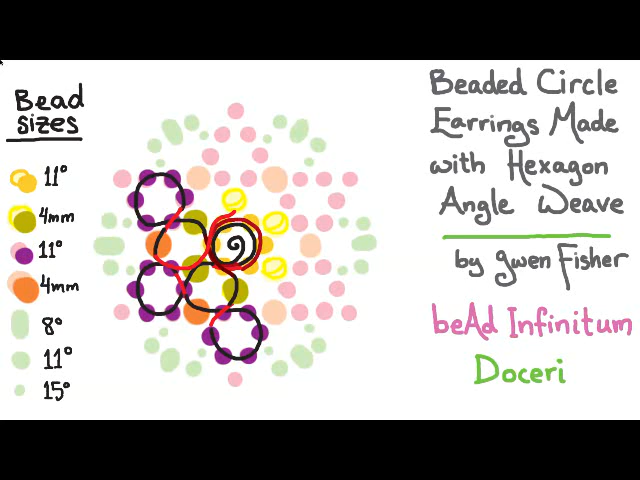 Bead
sizes
11°
4mm
11°
4mm
8°
11°
15°
Beaded Circle
Earrings Made
with Hexagon
Angle Weave
by Gwen Fisher
beAd Infinitum
Doceri